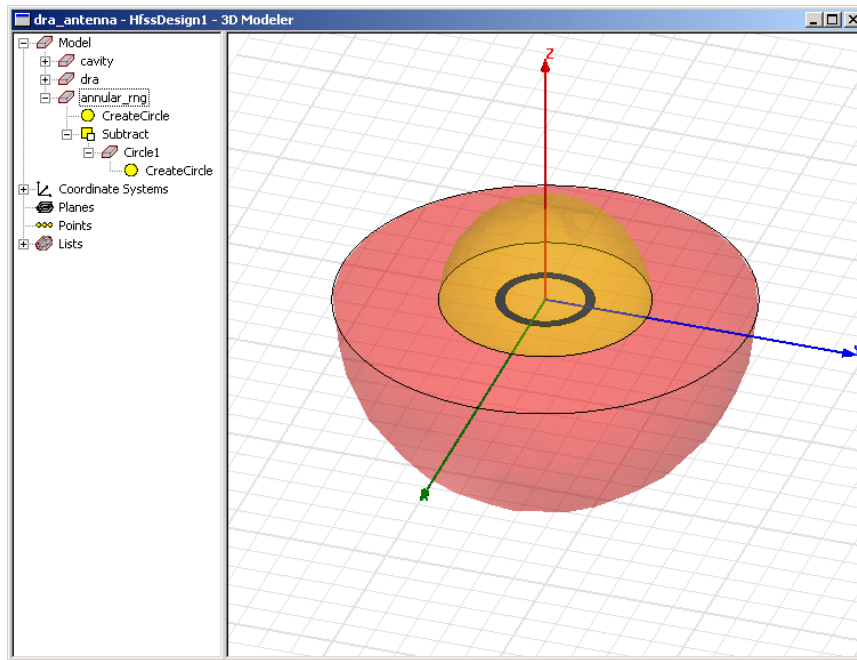 dra_antenna - HfssDesign1 - 3D Modeler
Model
cavity
dra
annular_rng
CreateCircle
Subtract
Circle1
CreateCircle
Coordinate Systems
Planes
Points
Lists
Z